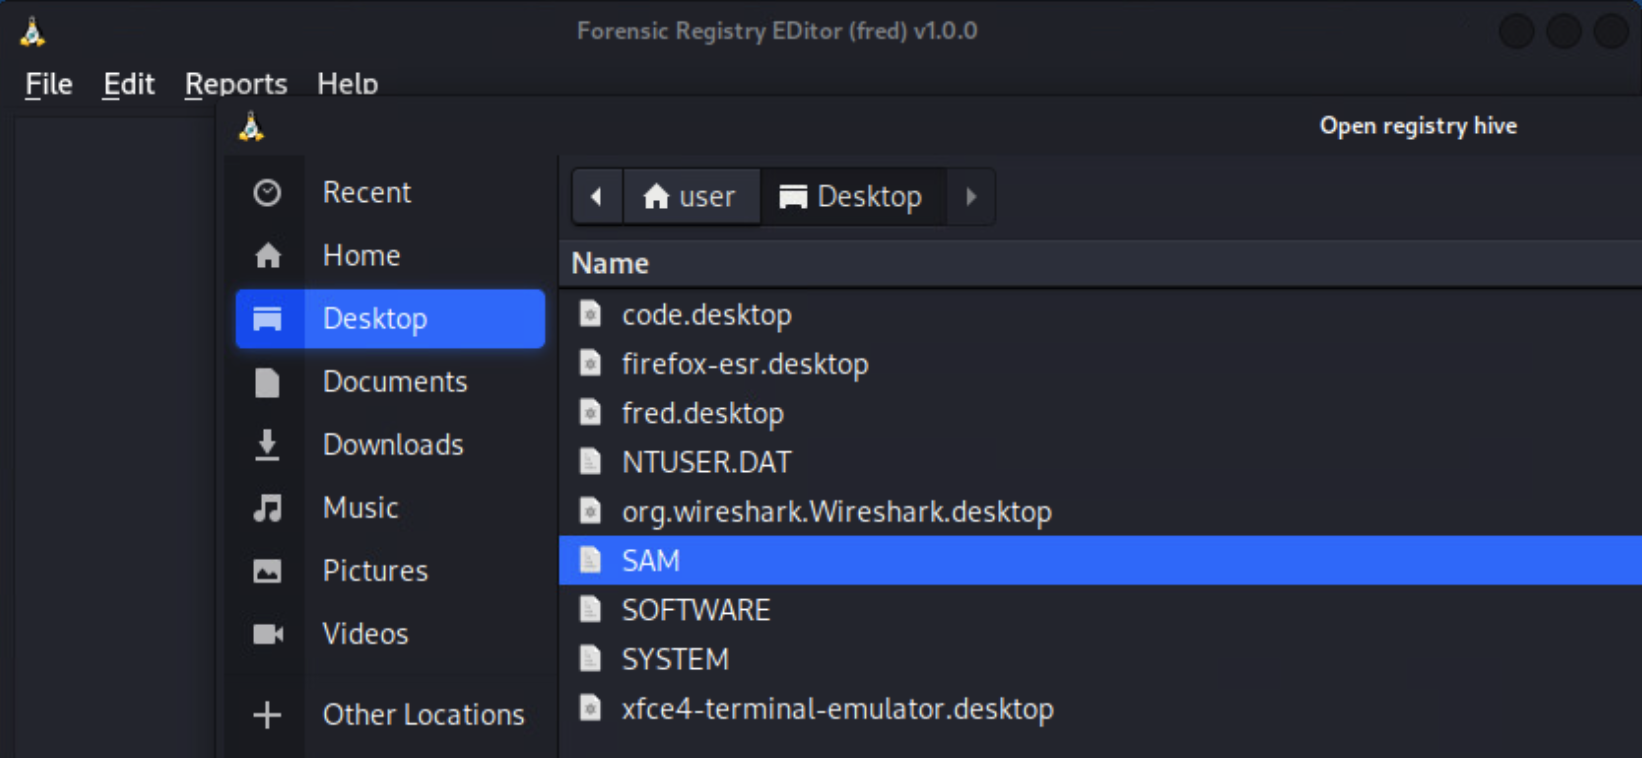 Forensic Registry EDitor (fred) v1.0.0
File Edit Reports Help
Open registry hive
Recent
Home
Desktop
Documents
Downloads
Music
Pictures
Videos
Other Locations
user Desktop
Name
code.desktop
firefox-esr.desktop
fred.desktop
NTUSER.DAT
org.wireshark.Wireshark.desktop
SAM
SOFTWARE
SYSTEM
xfce4-terminal-emulator.desktop